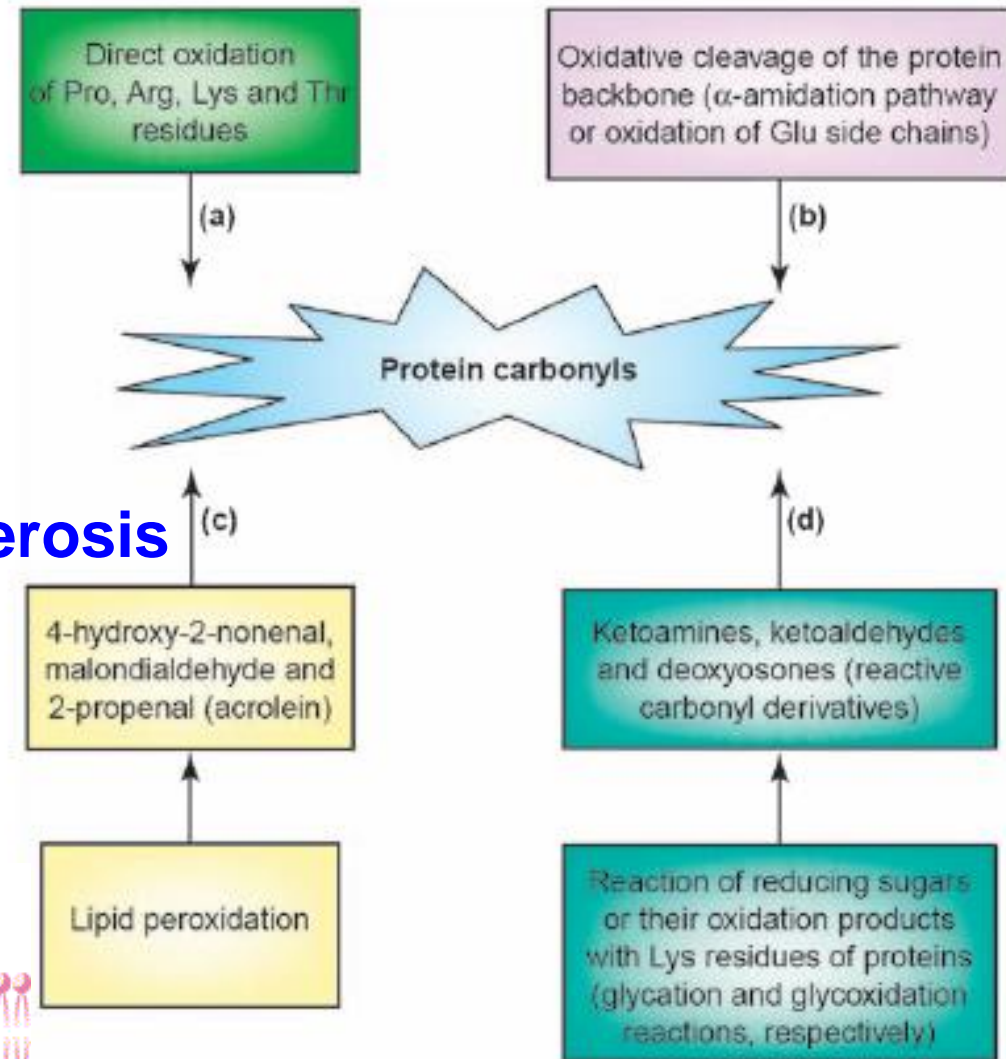 Direct oxidation
of Pro, Arg, Lys and Thr
residues
Oxidative cleavage of the protein
backbone (α-amidation pathway
or oxidation of Glu side chains)
(a)
(b)
Protein carbonyls
erosis
(c)
(d)
4-hydroxy-2-nonenal,
malondialdehyde and
2-propenal (acrolein)
Ketoamines, ketoaldehydes
and deoxyosones (reactive
carbonyl derivatives)
Lipid peroxidation
Reaction of reducing sugars
or their oxidation products
with Lys residues of proteins
(glycation and glycoxidation
reactions, respectively)